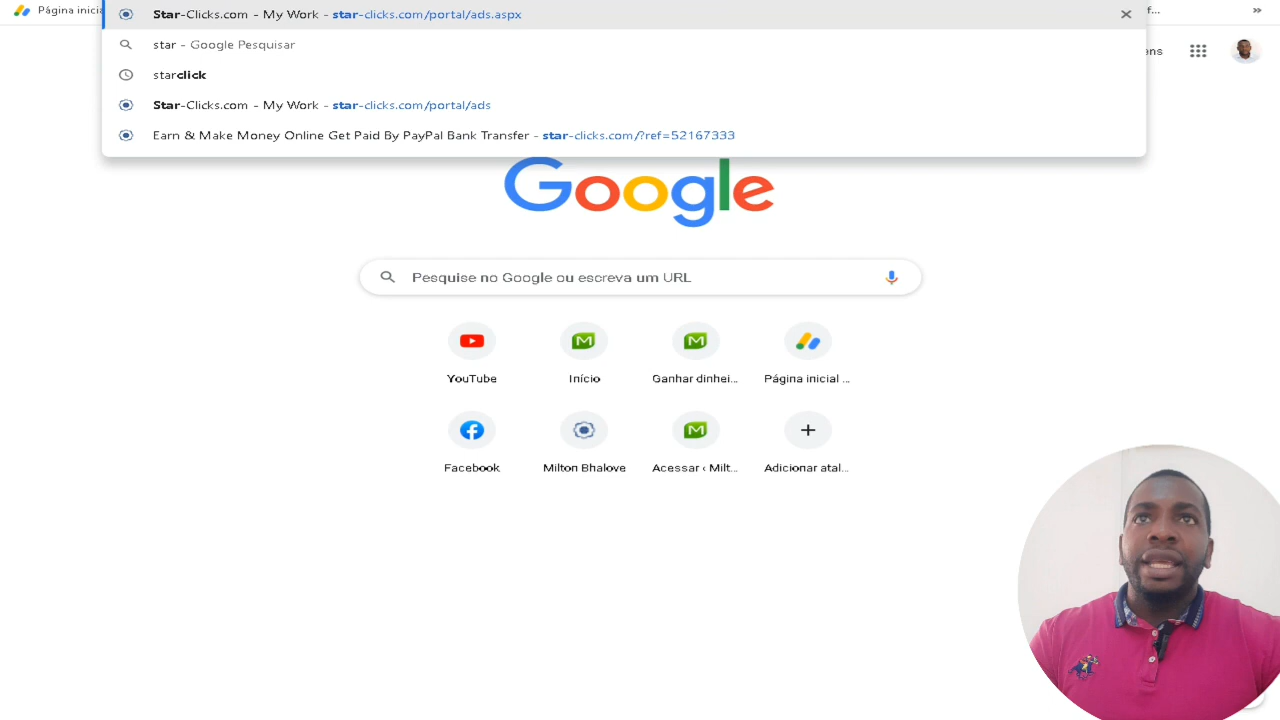 Página inicia
Star-Clicks.com - My Work - star-clicks.com/portal/ads.aspx
f...
star - Google Pesquisar
ens
starclick
Star-Clicks.com - My Work - star-clicks.com/portal/ads
Earn & Make Money Online Get Paid By PayPal Bank Transfer - star-clicks.com/?ref=52167333
Google
Pesquise no Google ou escreva um URL
YouTube
Início
Ganhar dinhei...
Página inicial ...
Facebook
Milton Bhalove
Acessar ‹ Milt...
Adicionar atal...